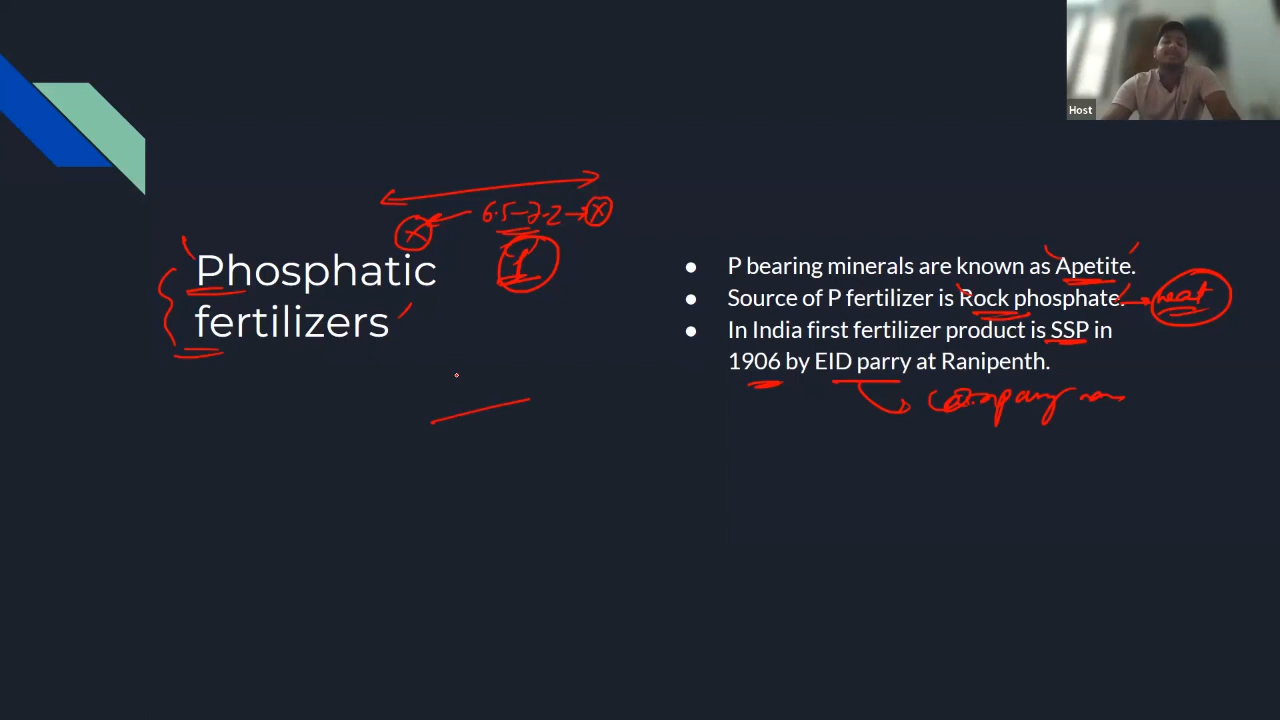 Host
6.5-7.2
x
x
P
Phosphatic
fertilizers
P bearing minerals are known as Apetite.
Source of P fertilizer is Rock phosphate.
heat
In India first fertilizer product is SSP in
1906 by EID parry at Ranipenth.
company